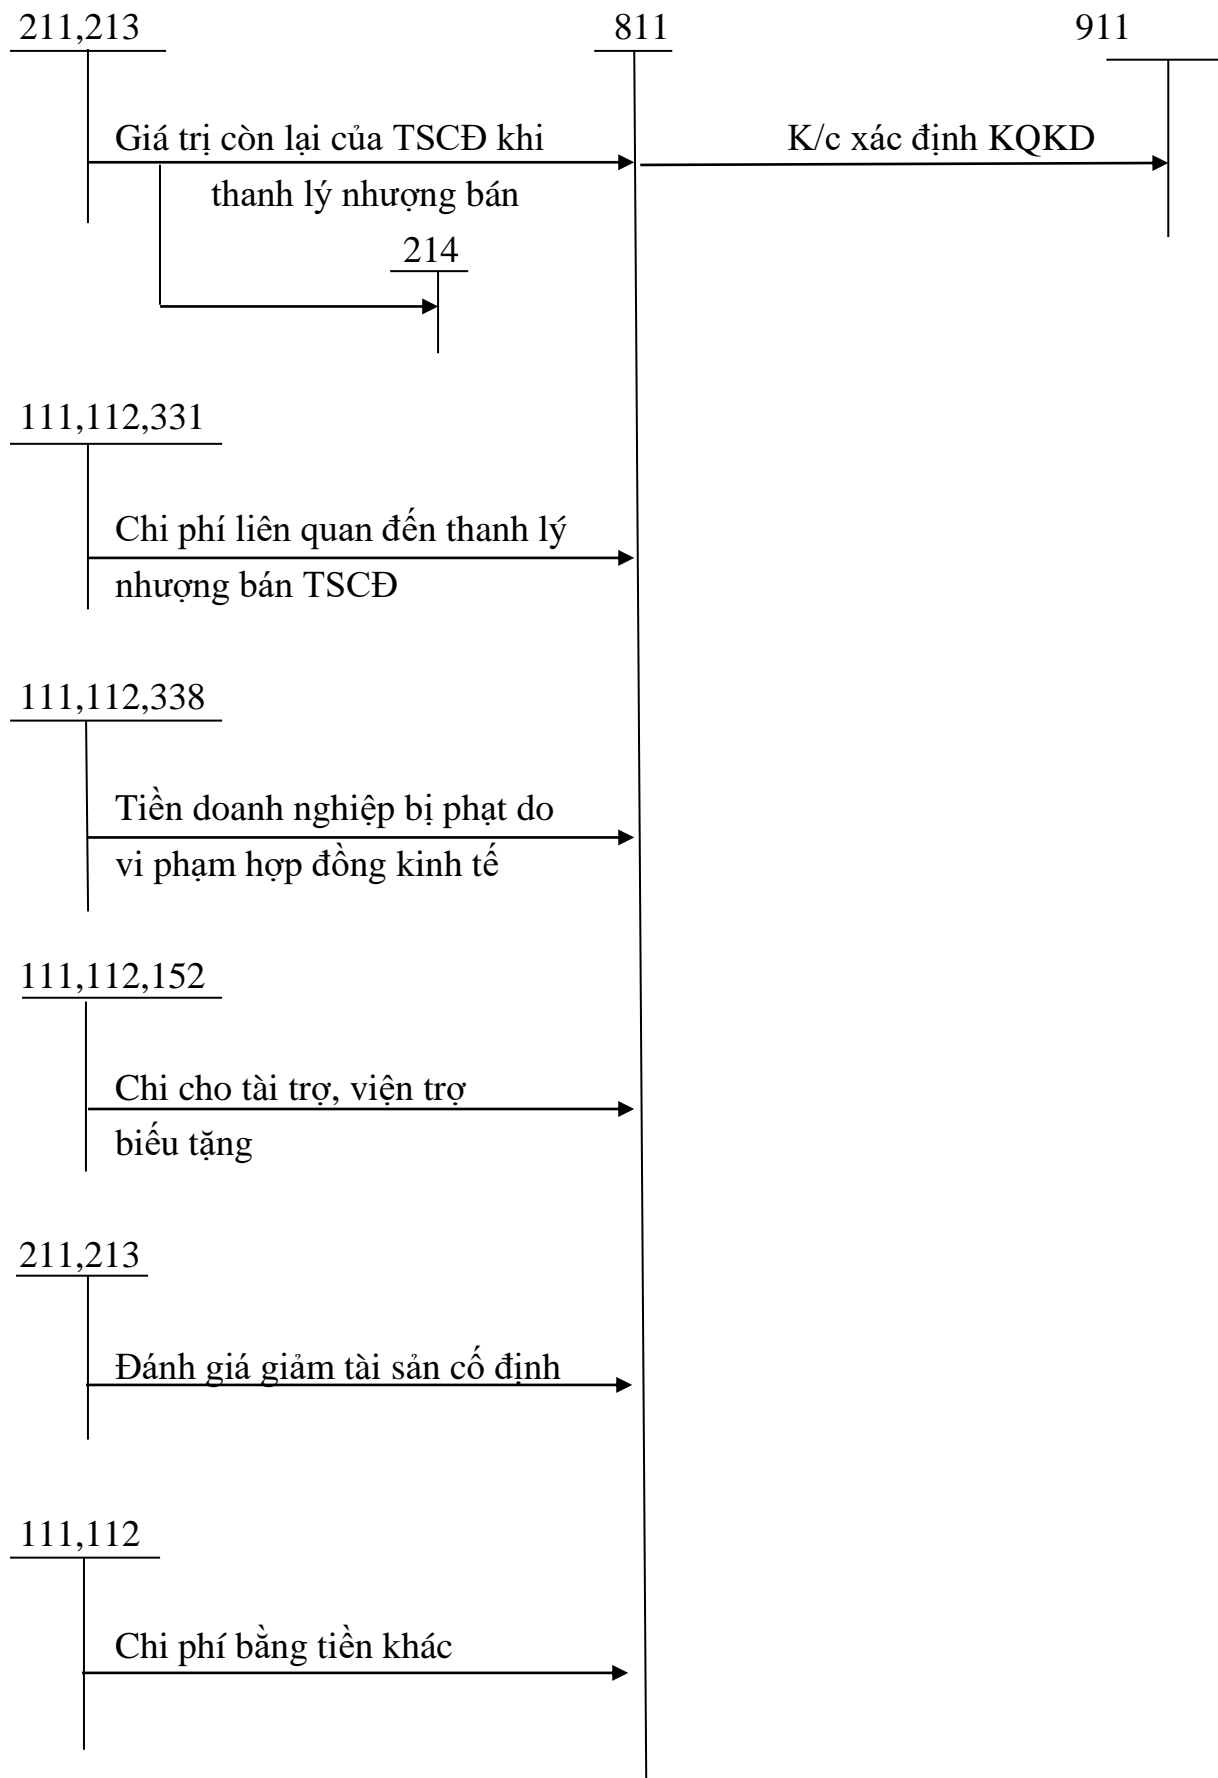 211,213
811
911
Giá trị còn lại của TSCĐ khi
thanh lý nhượng bán
K/c xác định KQKD
214
111,112,331
Chi phí liên quan đến thanh lý
nhượng bán TSCĐ
111,112,338
Tiền doanh nghiệp bị phạt do
vi phạm hợp đồng kinh tế
111,112,152
Chi cho tài trợ, viện trợ
biếu tặng
211,213
Đánh giá giảm tài sản cố định
111,112
Chi phí bằng tiền khác